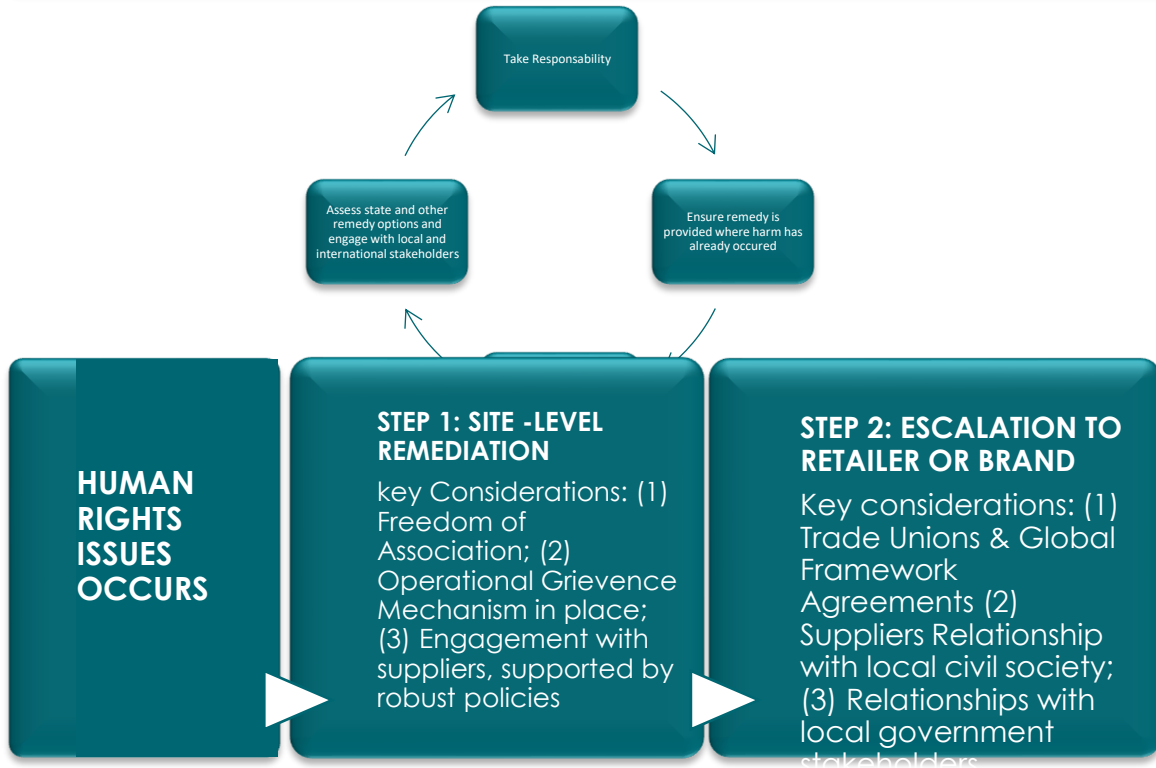 Take Responsability
Assess state and other
remedy options and
engage with local and
international stakeholders
Ensure remedy is
provided where harm has
already occured
HUMAN
RIGHTS
ISSUES
OCCURS
STEP 1: SITE -LEVEL
REMEDIATION
key Considerations: (1)
Freedom of
Association; (2)
Operational Grievence
Mechanism in place;
(3) Engagement with
suppliers, supported by
robust policies
STEP 2: ESCALATION TO
RETAILER OR BRAND
Key considerations: (1)
Trade Unions & Global
Framework
Agreements (2)
Suppliers Relationship
with local civil society;
(3) Relationships with
local government
stakeholders